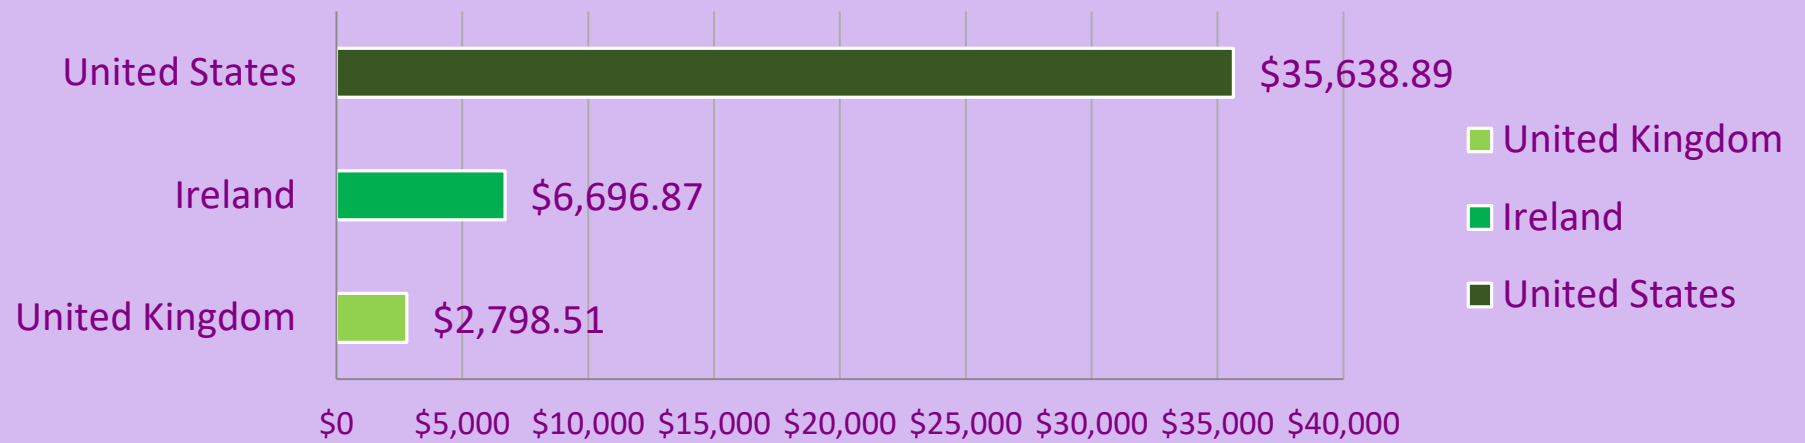 United States
$35,638.89
Ireland
$6,696.87
United Kingdom
$2,798.51
$0 $5,000 $10,000 $15,000 $20,000 $25,000 $30,000 $35,000 $40,000
United Kingdom
Ireland
United States